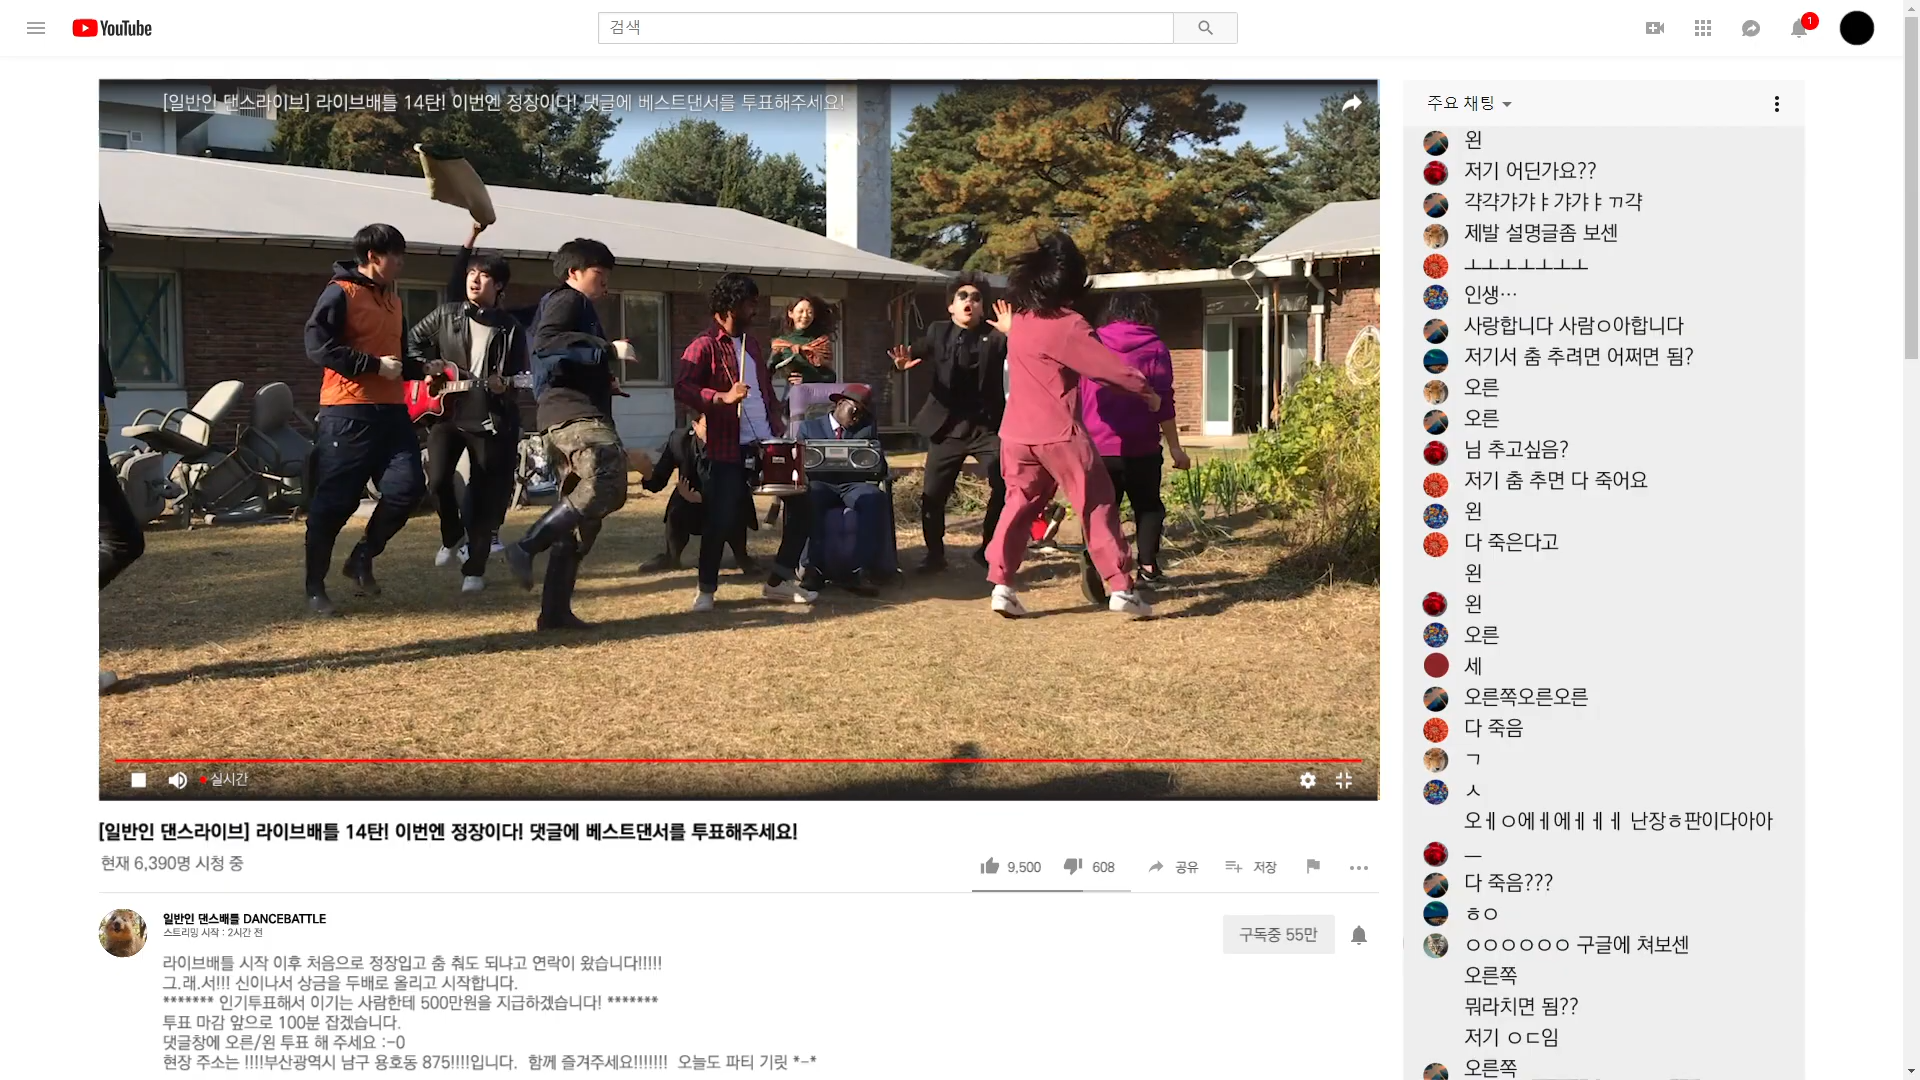 YouTube
검색
1
[일반인 댄스라이브] 라이브배틀 14탄! 이번엔 정장이다! 댓글에 베스트댄서를 투표해주세요!
실시간
[일반인 댄스라이브] 라이브배틀 14탄! 이번엔 정장이다! 댓글에 베스트댄서를 투표해주세요!
현재 6,390명 시청 중
9,500 608 공유 저장
일반인 댄스배틀 DANCEBATTLE
스트리밍 시작 : 2시간 전
구독중 55만
라이브배틀 시작 이후 처음으로 정장입고 춤 춰도 되냐고 연락이 왔습니다!!!!!
그.래.서!!! 신이나서 상금을 두배로 올리고 시작합니다.
******* 인기투표해서 이기는 사람한테 500만원을 지급하겠습니다! *******
투표 마감 앞으로 100분 잡겠습니다.
댓글창에 오른/왼 투표 해 주세요 :-0
현장 주소는 !!!!부산광역시 남구 용호동 875!!!!입니다. 함께 즐겨주세요!!!!!!! 오늘도 파티 기릿 *-*
주요 채팅
왼
저기 어딘가요??
각각갸갸ㅑ갸갸ㅑㄲ각
제발 설명글좀 보센
ㅗㅗㅗㅗㅗㅗㅗ
인생…
사랑합니다 사람ㅇ아합니다
저기서 춤 추려면 어쩌면 됨?
오른
오른
님 추고싶음?
저기 춤 추면 다 죽어요
왼
다 죽은다고
왼
왼
오른
세
오른쪽오른오른
다 죽음
ㄱ
ㅅ
오ㅔㅇ에ㅔ에ㅔㅔㅔ 난장ㅎ판이다아아
ㅡ
다 죽음???
ㅎㅇ
ㅇㅇㅇㅇㅇㅇ 구글에 쳐보센
오른쪽
뭐라치면 됨??
저기 ㅇㄷ임
오른쪽